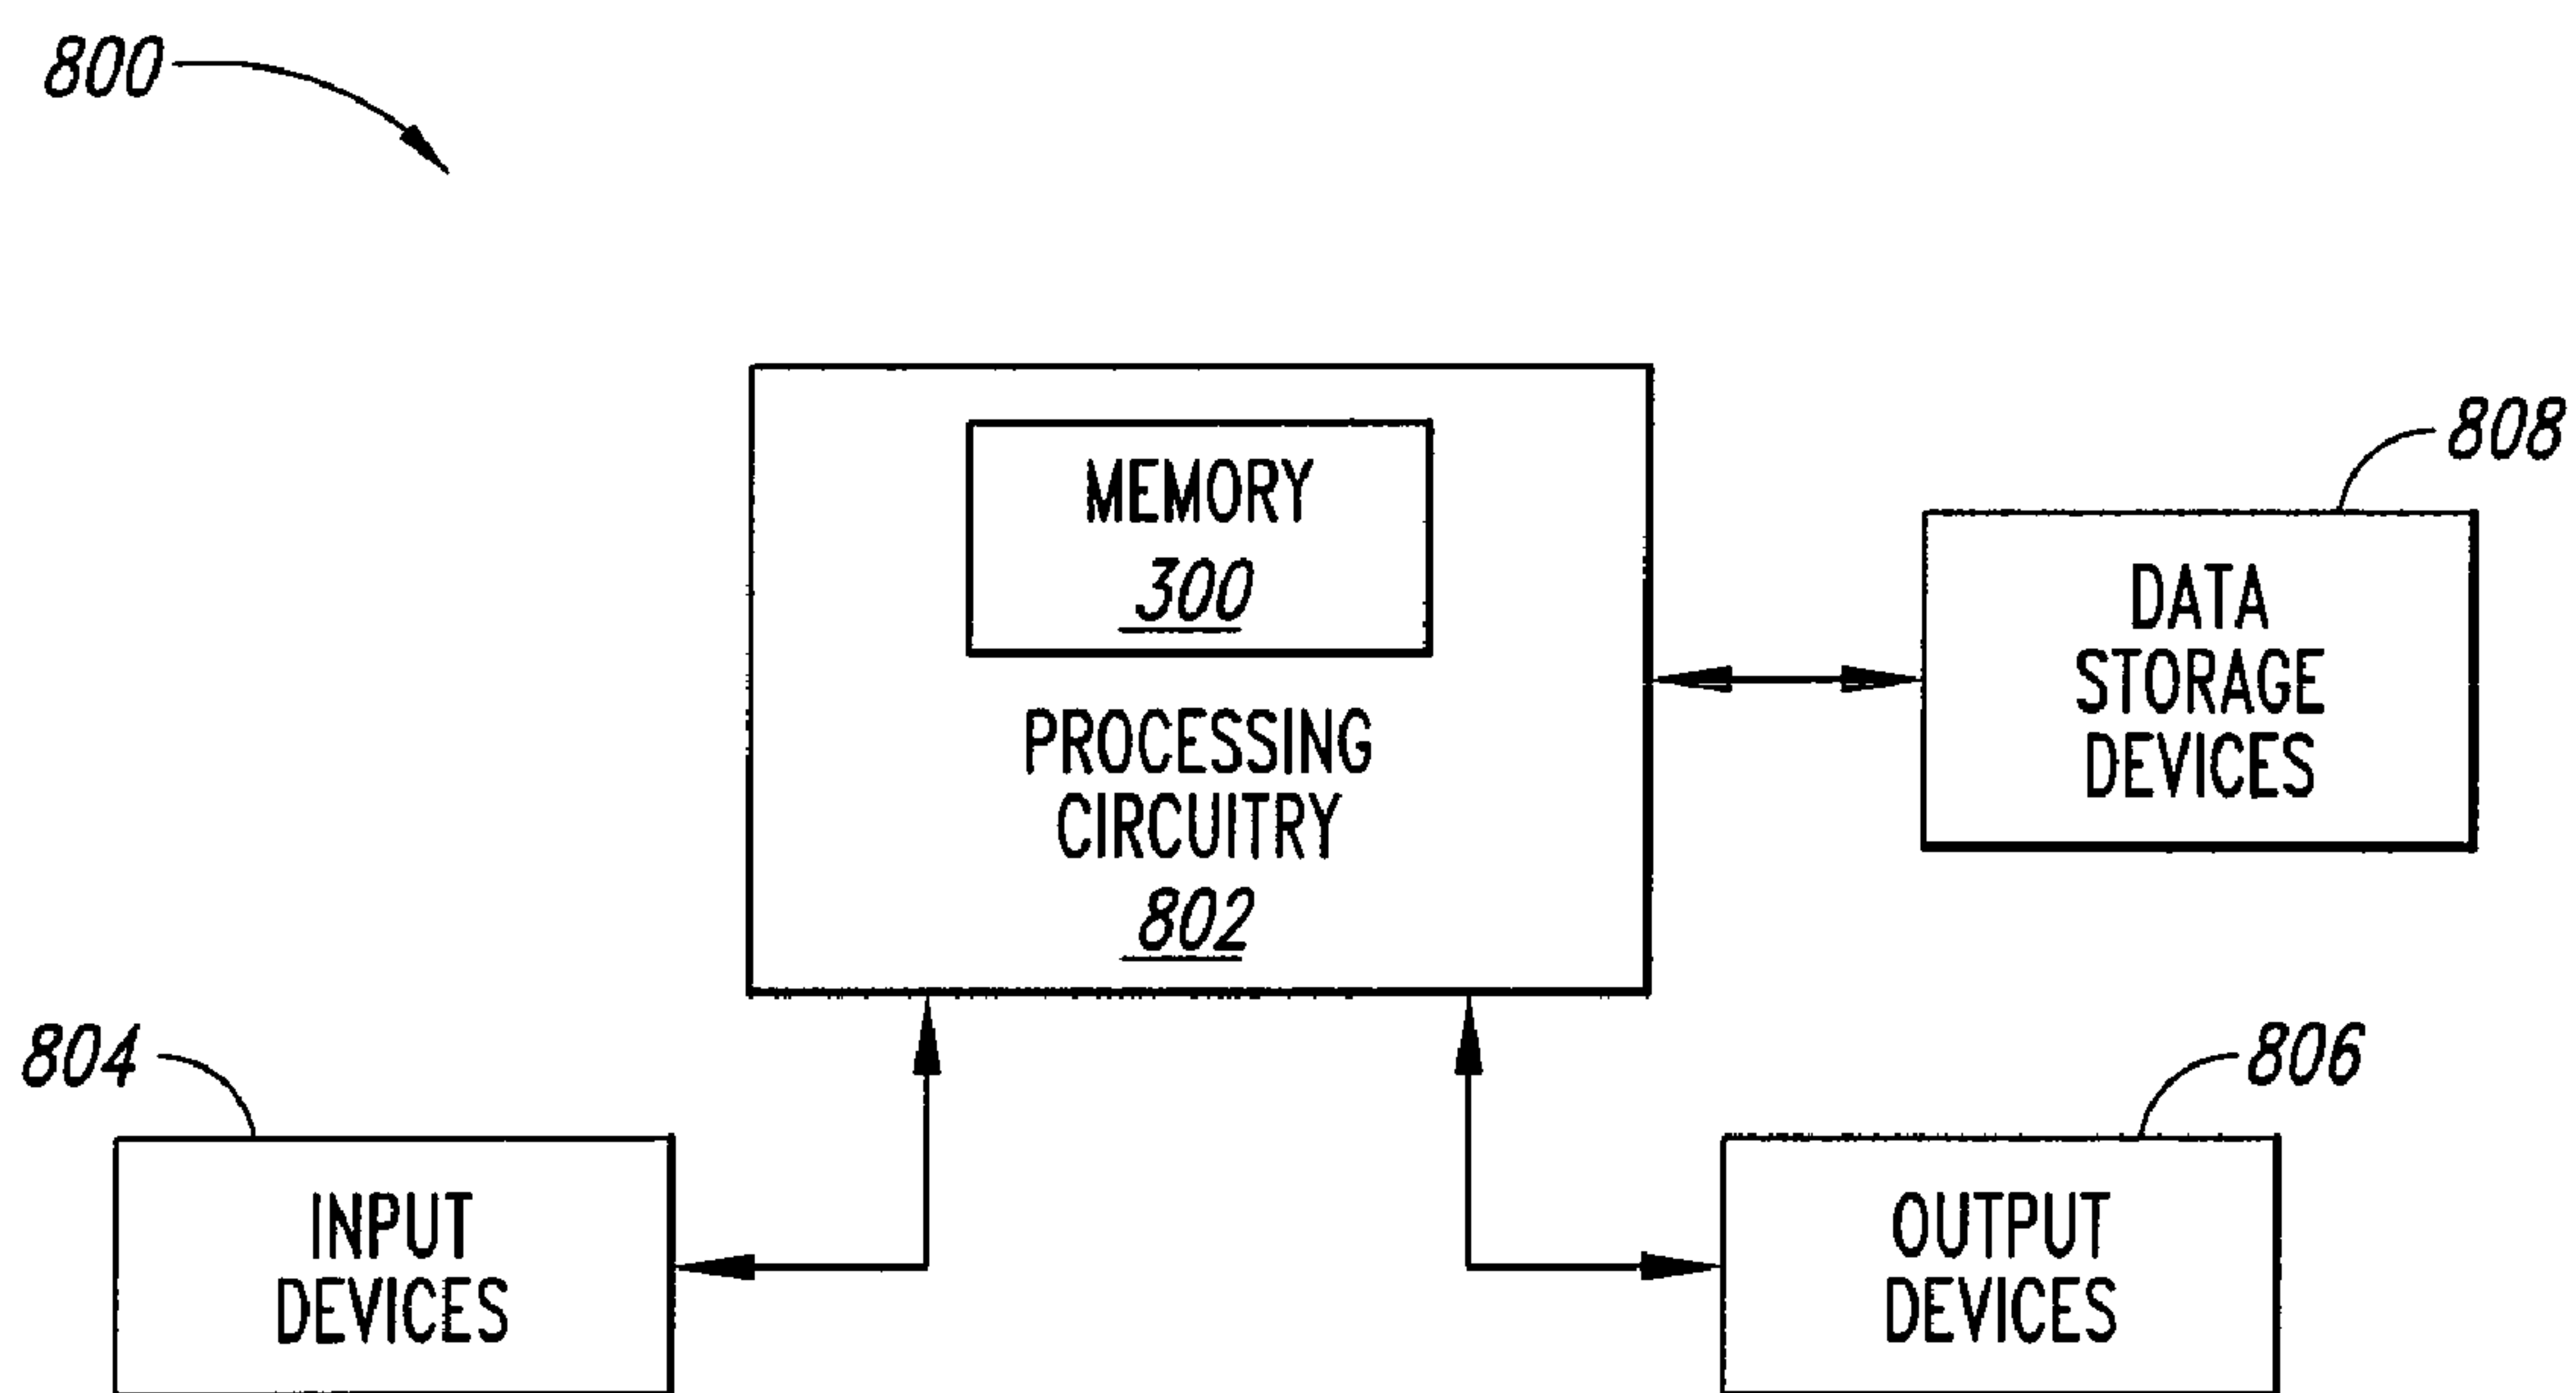 800
MEMORY
300
PROCESSING
CIRCUITRY
802
808
DATA
STORAGE
DEVICES
804
INPUT
DEVICES
806
OUTPUT
DEVICES